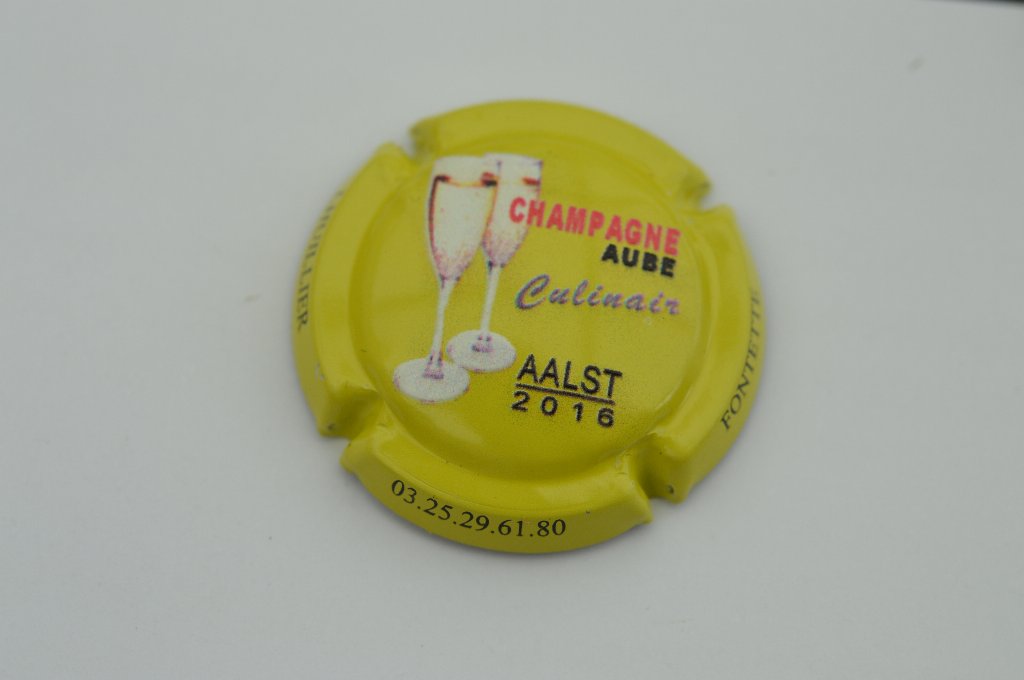 CHAMPAGNE
AUBE
Culinair
AALST
2016
FONTETTE
03.25.29.61.80